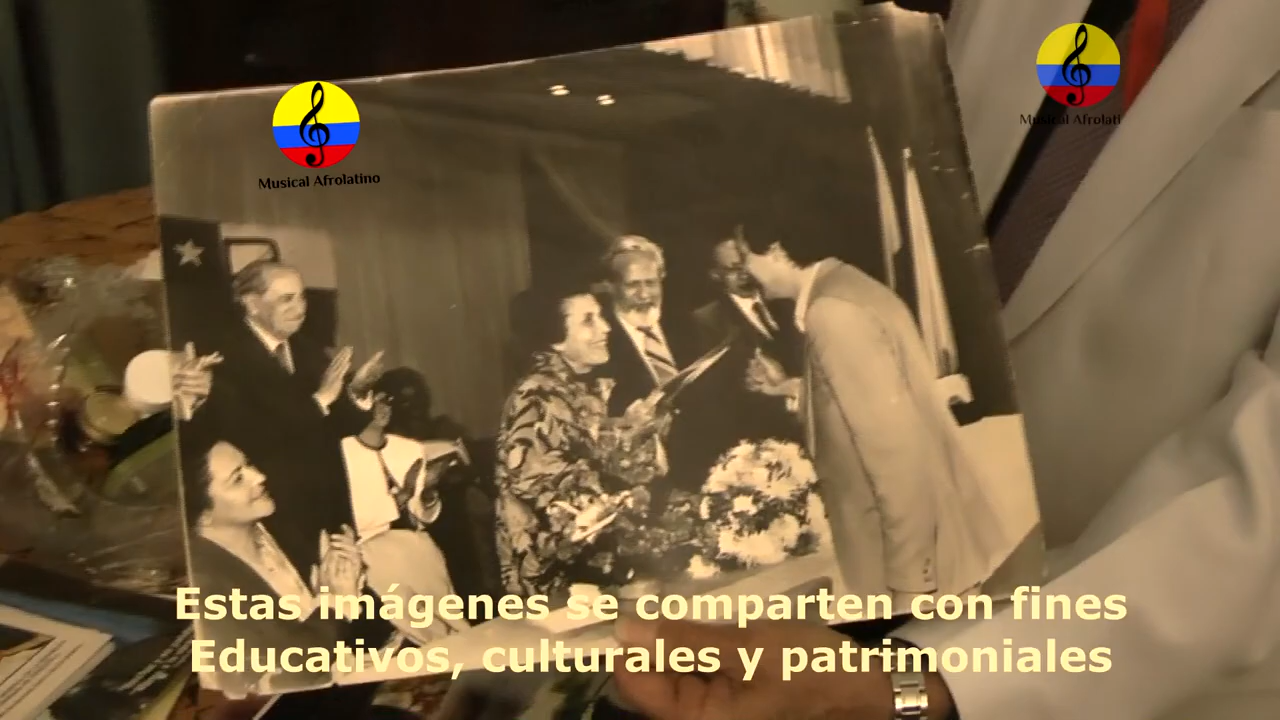 Musical Afrolatino
Musical Afrolati
Estas imágenes se comparten con fines
Educativos, culturales y patrimoniales